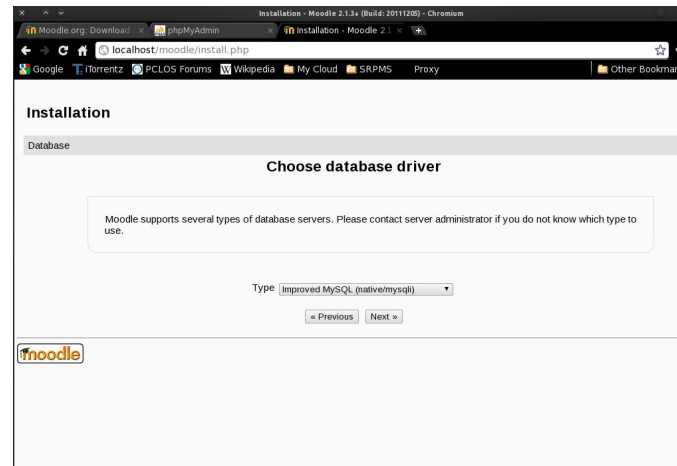 Installation - Moodle 2.1.3+ (Build: 20111205) - Chromium
Moodle.org: Download
phpMyAdmin
Installation - Moodle 2.1
localhost/moodle/install.php
Google
iTorrentz
PCLOS Forums
Wikipedia
My Cloud
SRPMS
Proxy
Other Bookmar
Installation
Database
Choose database driver
Moodle supports several types of database servers. Please contact server administrator if you do not know which type to
use.
Type Improved MySQL (native/mysqli)
« Previous Next »
moodle